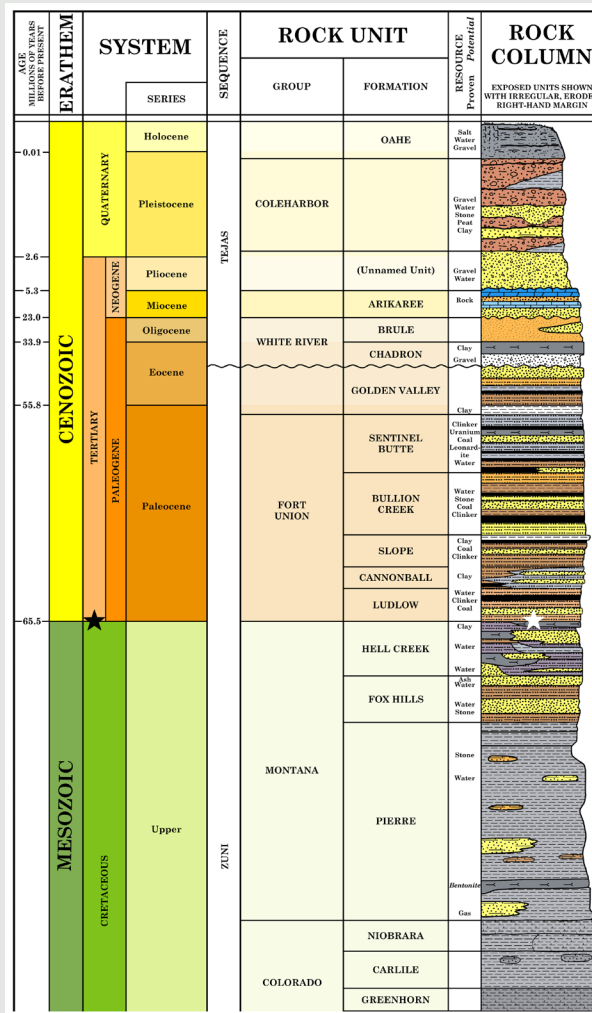 AGE
MILLIONS OF YEARS
BEFORE PRESENT
ERATHEM
SYSTEM
SERIES
SEQUENCE
ROCK UNIT
GROUP
FORMATION
RESOURCE
Proven Potential
ROCK
COLUMN
EXPOSED UNITS SHOWN
WITH IRREGULAR, ERODED
RIGHT-HAND MARGIN
0.01
2.6
5.3
23.0
33.9
55.8
65.5
CENOZOIC
MESOZOIC
QUATERNARY
TERTIARY
NEOGENE
PALEOGENE
CRETACEOUS
Holocene
Pleistocene
Pliocene
Miocene
Oligocene
Eocene
Paleocene
Upper
TEJAS
ZUNI
COLEHARBOR
WHITE RIVER
FORT
UNION
MONTANA
COLORADO
OAHE
(Unnamed Unit)
ARIKAREE
BRULE
CHADRON
GOLDEN VALLEY
SENTINEL
BUTTE
BULLION
CREEK
SLOPE
CANNONBALL
LUDLOW
HELL CREEK
FOX HILLS
PIERRE
NIOBRARA
CARLILE
GREENHORN
Salt
Water
Gravel
Gravel
Water
Stone
Peat
Clay
Gravel
Water
Rock
Clay
Gravel
Clay
Clinker
Uranium
Coal
Leonard-
ite
Water
Water
Stone
Coal
Clinker
Clay
Coal
Clinker
Clay
Water
Clinker
Coal
Clay
Water
Water
Ash
Water
Water
Stone
Stone
Water
Bentonite
Gas